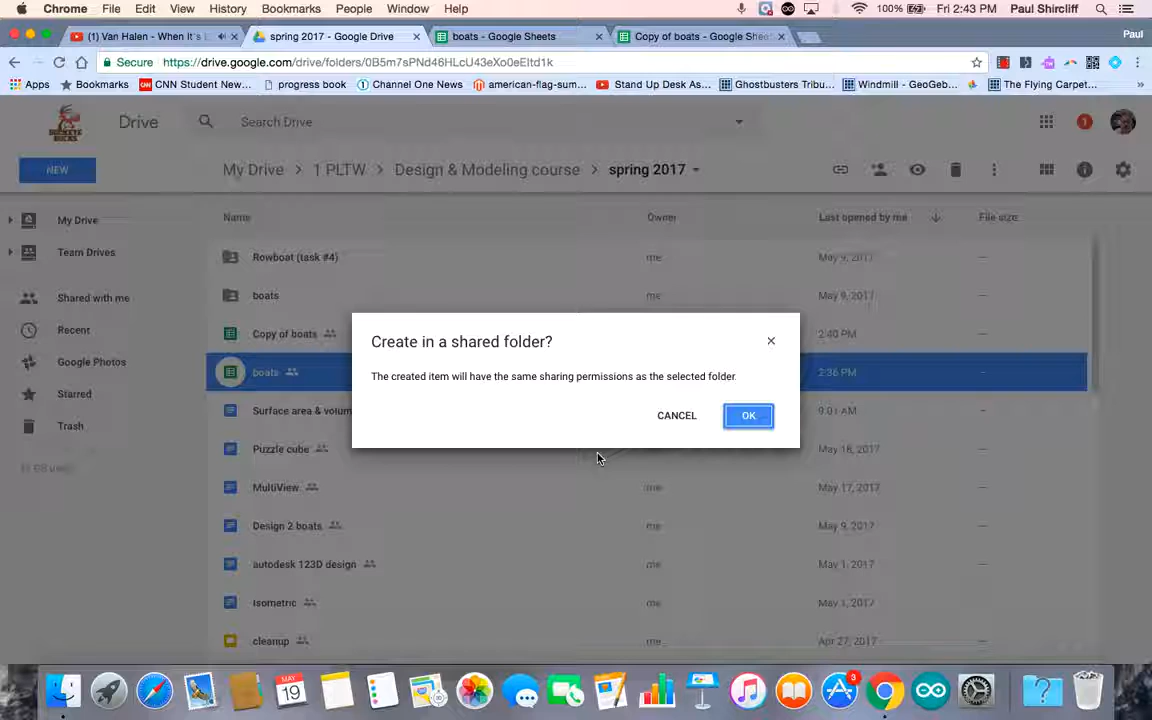 Chrome File Edit View History Bookmarks People Window Help 100% Fri 2:43 PM Paul Shircliff
(1) Van Halen - When It's E spring 2017 - Google Drive boats - Google Sheets Copy of boats - Google Shee Paul
Secure https://drive.google.com/drive/folders/0B5m7sPNd46HLcU43eXo0eEltd1k
Apps Bookmarks CNN Student New... progress book Channel One News american-flag-sum... Stand Up Desk As... Ghostbusters Tribu... Windmill - GeoGeb... The Flying Carpet... »
Drive Search Drive 1
NEW My Drive > 1 PLTW > Design & Modeling course > spring 2017
Name Owner Last opened by me File size
My Drive
Team Drives
Shared with me
Recent
Google Photos
Starred
Trash
Rowboat (task #4) me May 9, 2017 —
boats me May 9, 2017 —
Copy of boats 2:40 PM —
boats 2:36 PM —
Surface area & volum 9:01 AM —
Puzzle cube me May 18, 2017 —
MultiView me May 17, 2017 —
Design 2 boats me May 9, 2017 —
autodesk 123D design me May 1, 2017 —
Isometric me May 1, 2017 —
cleanup me Apr 27, 2017 —
Create in a shared folder? ×
The created item will have the same sharing permissions as the selected folder.
CANCEL OK
MAY
19
3